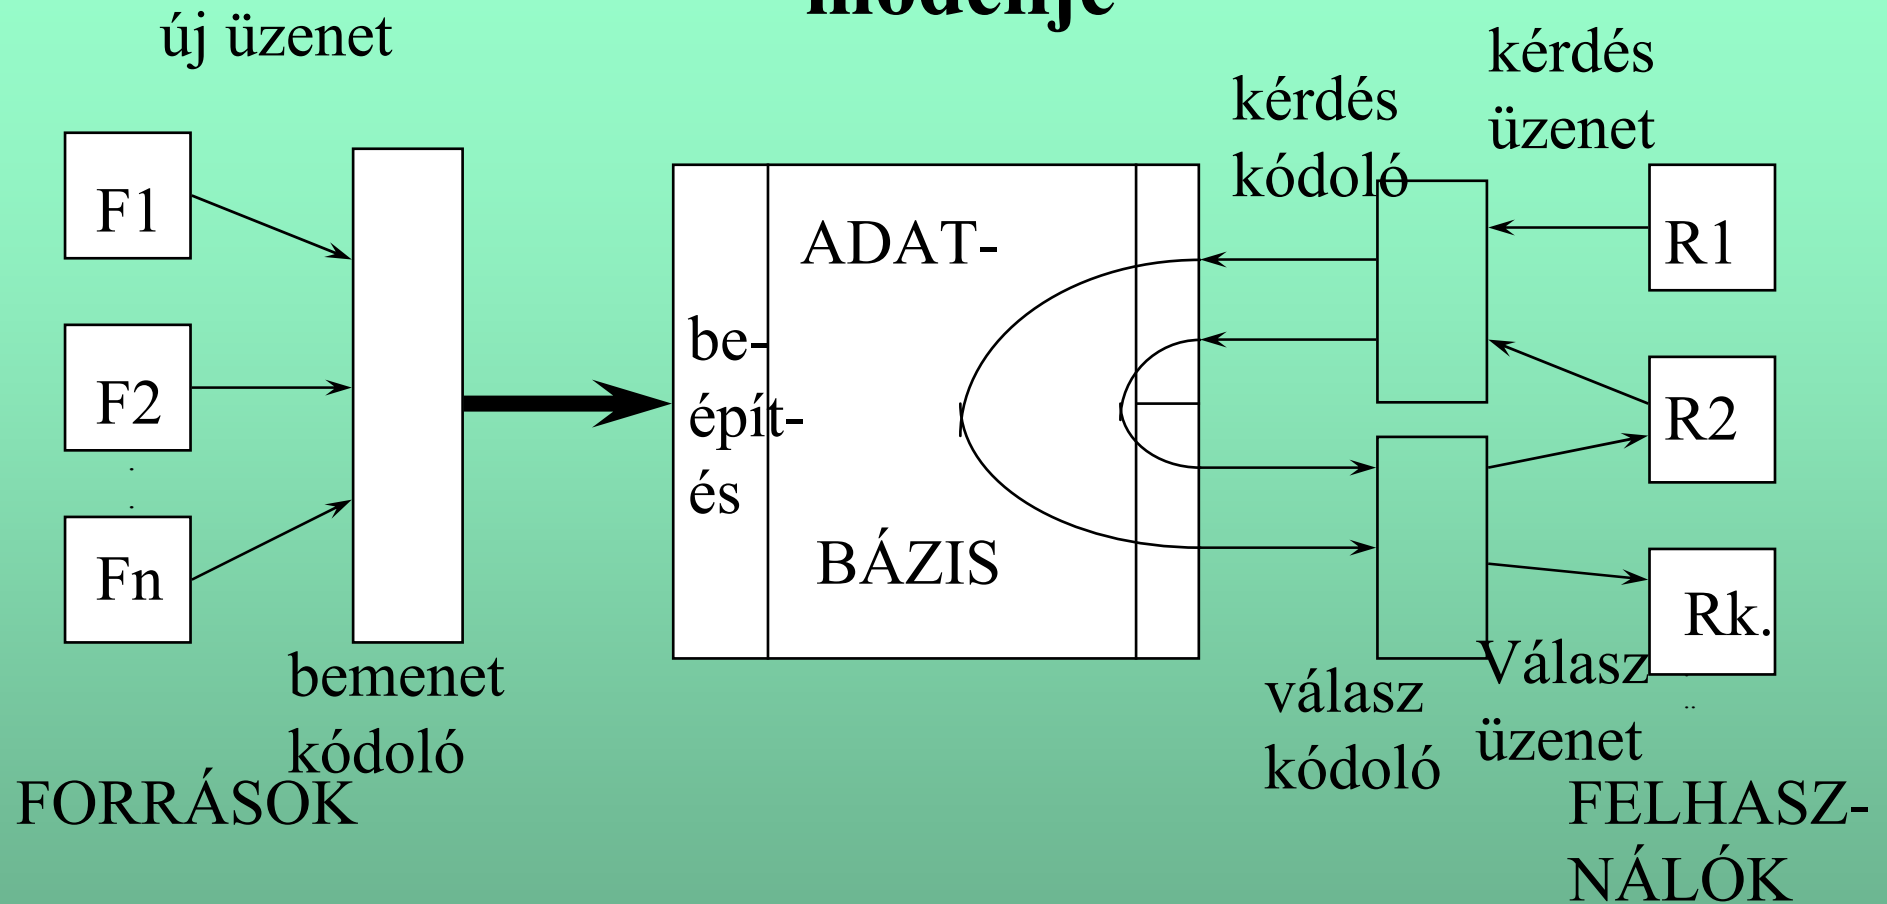 modellje
új üzenet
kérdés
üzenet
kérdés
kódoló
F1
F2
Fn
be-
épít-
és
ADAT-
BÁZIS
R1
R2
Rk.
bemenet
kódoló
válasz
kódoló
Válasz
üzenet
FORRÁSOK
FELHASZ-
NÁLÓK